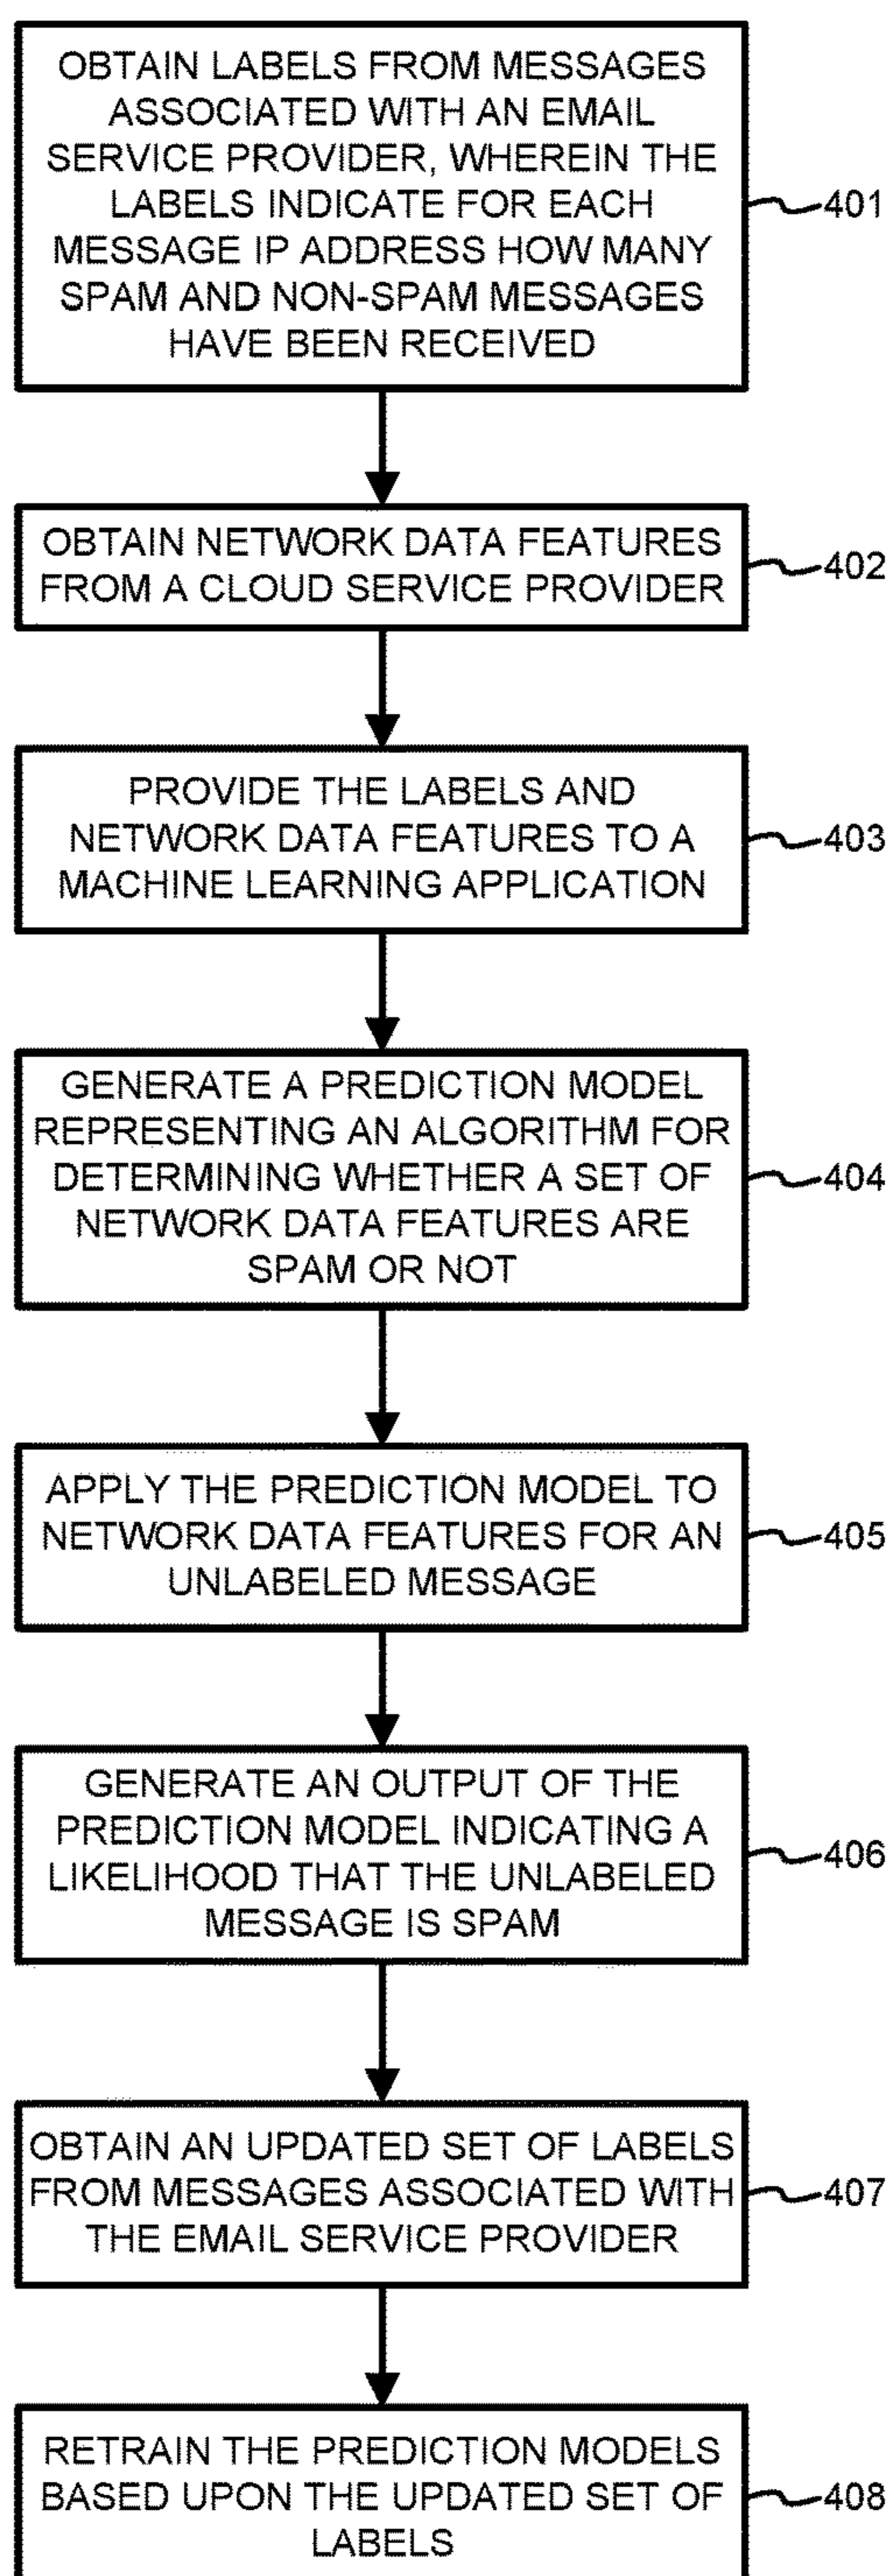 OBTAIN LABELS FROM MESSAGES
ASSOCIATED WITH AN EMAIL
SERVICE PROVIDER, WHEREIN THE
LABELS INDICATE FOR EACH
MESSAGE IP ADDRESS HOW MANY
SPAM AND NON-SPAM MESSAGES
HAVE BEEN RECEIVED
401
OBTAIN NETWORK DATA FEATURES
FROM A CLOUD SERVICE PROVIDER
402
PROVIDE THE LABELS AND
NETWORK DATA FEATURES TO A
MACHINE LEARNING APPLICATION
403
GENERATE A PREDICTION MODEL
REPRESENTING AN ALGORITHM FOR
DETERMINING WHETHER A SET OF
NETWORK DATA FEATURES ARE
SPAM OR NOT
404
APPLY THE PREDICTION MODEL TO
NETWORK DATA FEATURES FOR AN
UNLABELED MESSAGE
405
GENERATE AN OUTPUT OF THE
PREDICTION MODEL INDICATING A
LIKELIHOOD THAT THE UNLABELED
MESSAGE IS SPAM
406
OBTAIN AN UPDATED SET OF LABELS
FROM MESSAGES ASSOCIATED WITH
THE EMAIL SERVICE PROVIDER
407
RETRAIN THE PREDICTION MODELS
BASED UPON THE UPDATED SET OF
LABELS
408